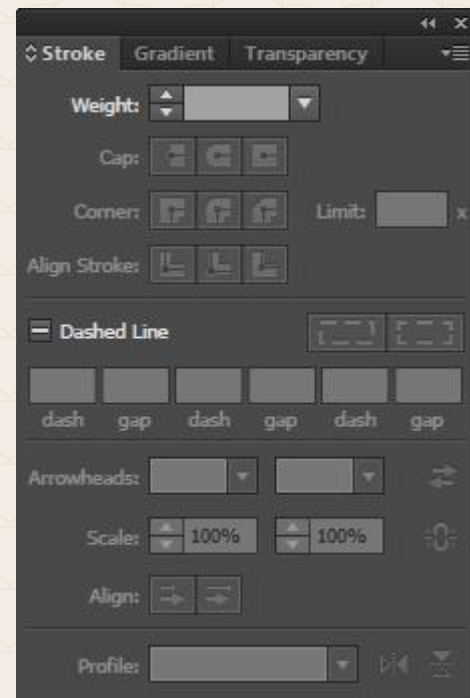 Stroke Gradient Transparency
Weight:
Cap:
Corner: Limit: x
Align Stroke:
Dashed Line
dash gap dash gap dash gap
Arrowheads:
Scale: 100% 100%
Align:
Profile: